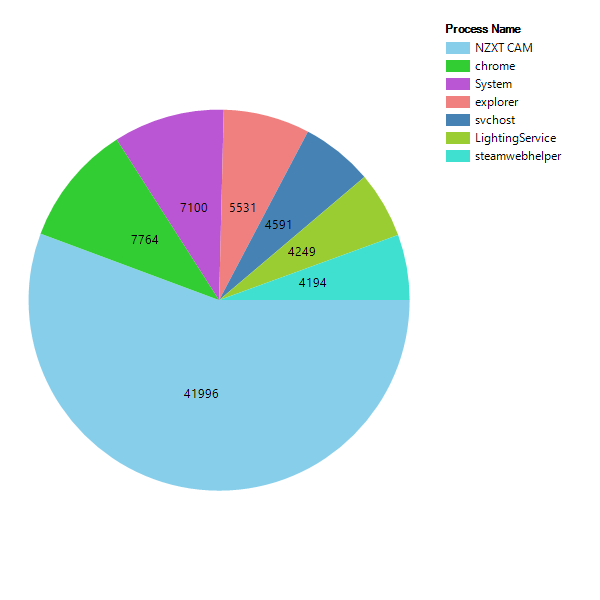 Process Name
NZXT CAM
chrome
System
explorer
svchost
LightingService
steamwebhelper
7100
5531
4591
7764
4249
4194
41996